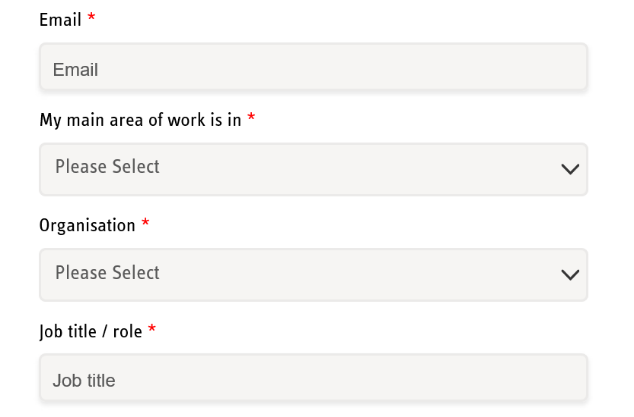 Email *
Email
My main area of work is in *
Please Select
Organisation *
Please Select
Job title / role *
Job title